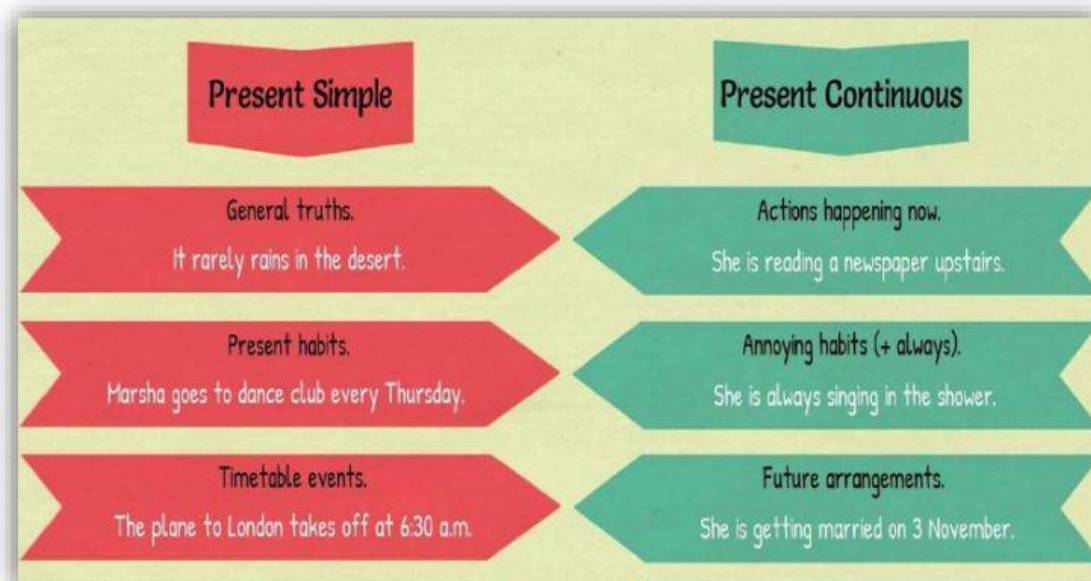 Present Simple
Present Continuous
General truths.
It rarely rains in the desert.
Actions happening now.
She is reading a newspaper upstairs.
Present habits.
Marsha goes to dance club every Thursday.
Annoying habits (+ always).
She is always singing in the shower.
Timetable events.
The plane to London takes off at 6:30 a.m.
Future arrangements.
She is getting married on 3 November.